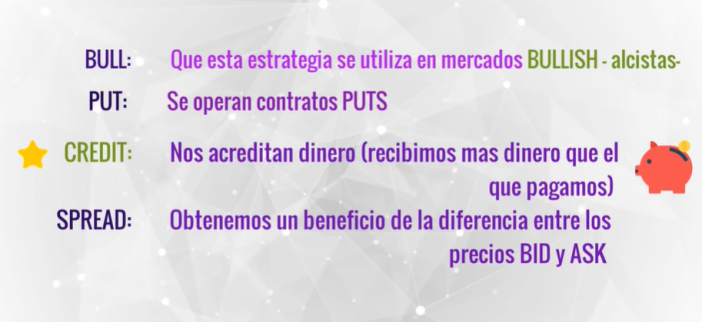 BULL: Que esta estrategia se utiliza en mercados BULLISH - alcistas-
PUT: Se operan contratos PUTS
CREDIT: Nos acreditan dinero (recibimos mas dinero que el
que pagamos)
SPREAD: Obtenemos un beneficio de la diferencia entre los
precios BID y ASK